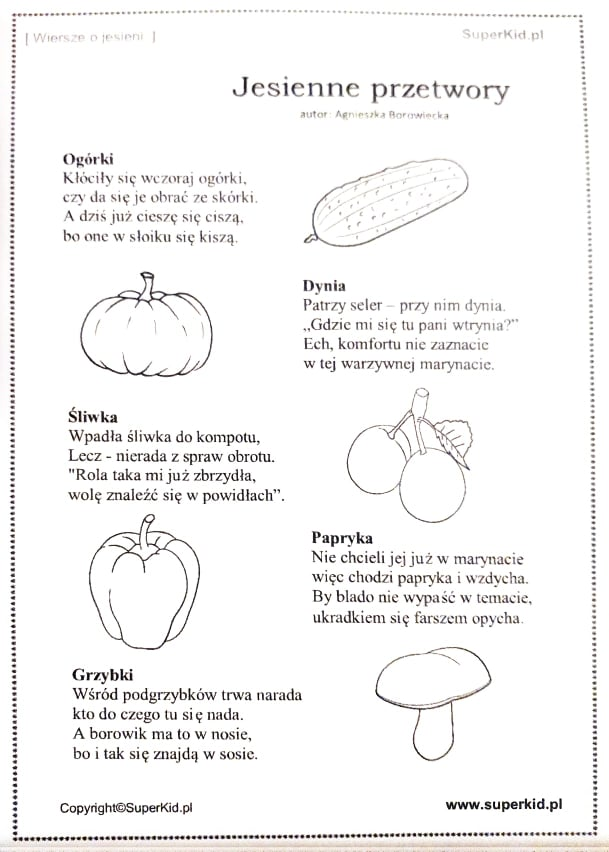 [ Wiersze o jesieni ]
SuperKid.pl
Jesienne przetwory
autor: Agnieszka Borowiecka
Ogórki
Kłóciły się wczoraj ogórki,
czy da się je obrać ze skórki.
A dziś już cieszę się ciszą,
bo one w słoiku się kiszą.
Dynia
Patrzy seler – przy nim dynia.
„Gdzie mi się tu pani wtrynia?”
Ech, komfortu nie zaznacie
w tej warzywnej marynacie.
Śliwka
Wpadła śliwka do kompotu,
Lecz - nierada z spraw obrotu.
"Rola taka mi już zbrzydła,
wolę znaleźć się w powidłach”.
Papryka
Nie chcieli jej już w marynacie
więc chodzi papryka i wzdycha.
By blado nie wypaść w temacie,
ukradkiem się farszem opycha.
Grzybki
Wśród podgrzybków trwa narada
kto do czego tu się nada.
A borowik ma to w nosie,
bo i tak się znajdą w sosie.
Copyright©SuperKid.pl
www.superkid.pl